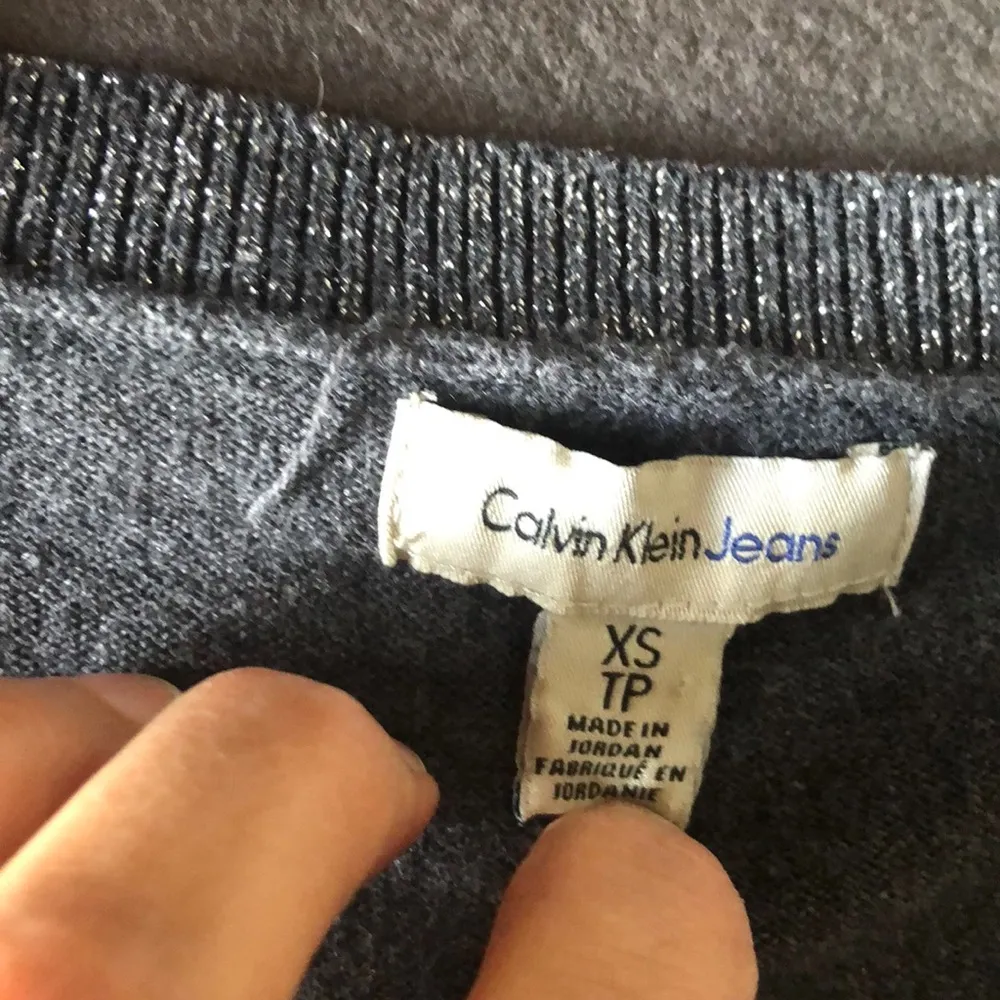 Calvin Klein Jeans
XS
TP
MADE IN
JORDAN
FABRIQUÉ EN
JORDANIE